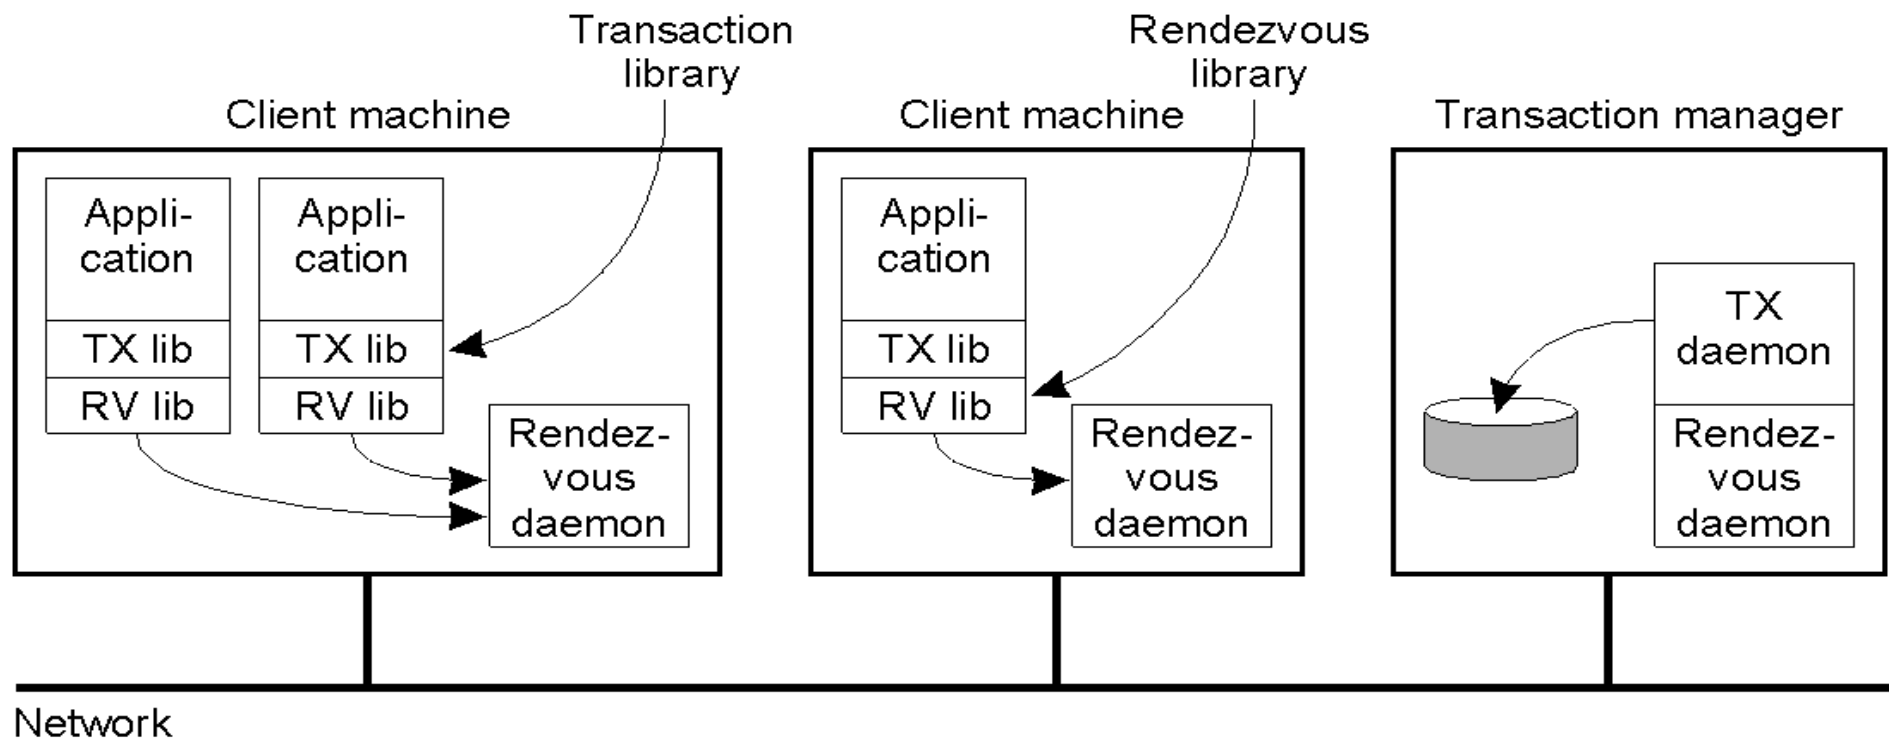 Transaction
library
Rendezvous
library
Client machine
Client machine
Transaction manager
Appli-
cation
TX lib
RV lib
Appli-
cation
TX lib
RV lib
Rendez-
vous
daemon
Appli-
cation
TX lib
RV lib
Rendez-
vous
daemon
TX
daemon
Rendez-
vous
daemon
Network